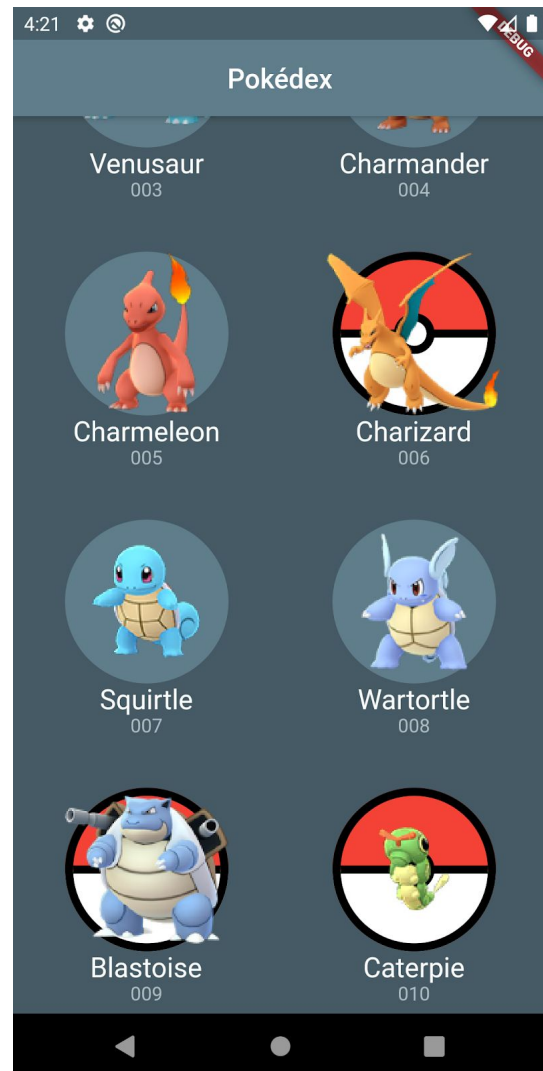 4:21
DEBUG
Pokédex
Venusaur Charmander
003 004
Charmeleon Charizard
005 006
Squirtle Wartortle
007 008
Blastoise Caterpie
009 010